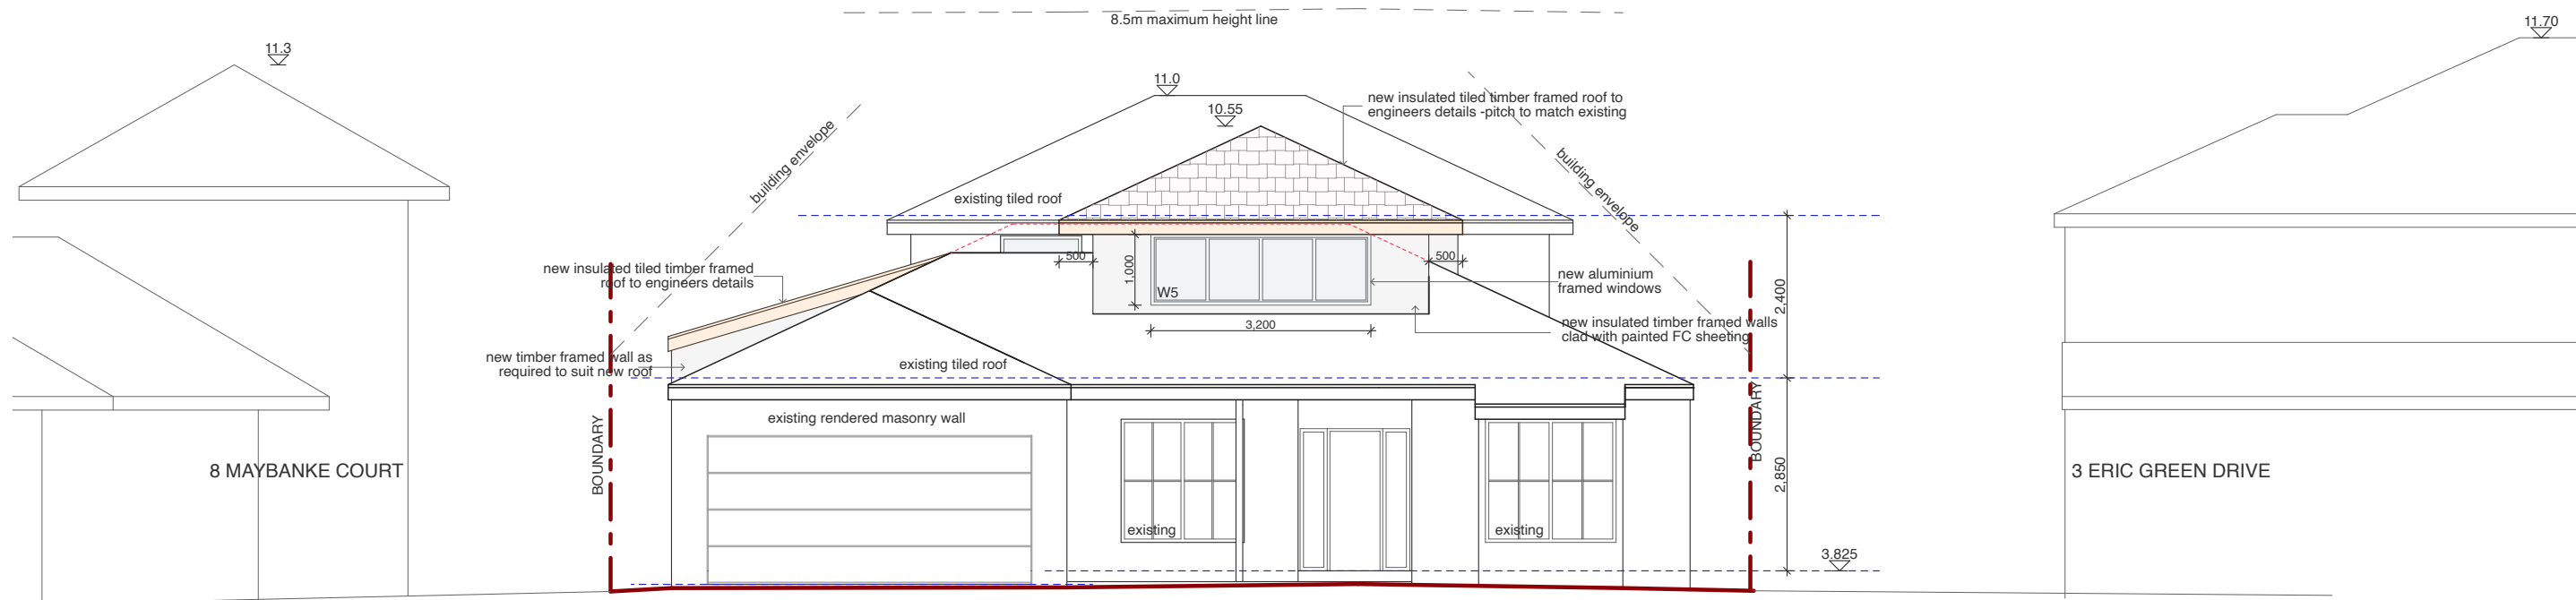 8.5m maximum height line
11.3
11.70
11.0
10.55
new insulated tiled timber framed roof to
engineers details -pitch to match existing
building envelope
building envelope
existing tiled roof
500
1,000
500
W5
3,200
new aluminium
framed windows
new insulated timber framed walls
clad with painted FC sheeting
new insulated tiled timber framed
roof to engineers details
new timber framed wall as
required to suit new roof
existing tiled roof
2,400
existing rendered masonry wall
BOUNDARY
BOUNDARY
8 MAYBANKE COURT
3 ERIC GREEN DRIVE
2,850
existing
existing
3.825